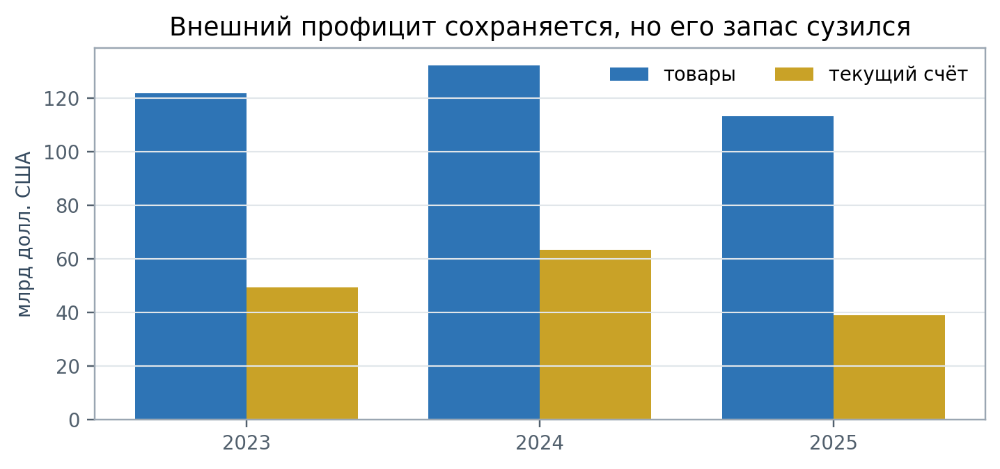 Внешний профицит сохраняется, но его запас сузился
товары
текущий счёт
млрд долл. США
120
100
80
60
40
20
0
2023
2024
2025